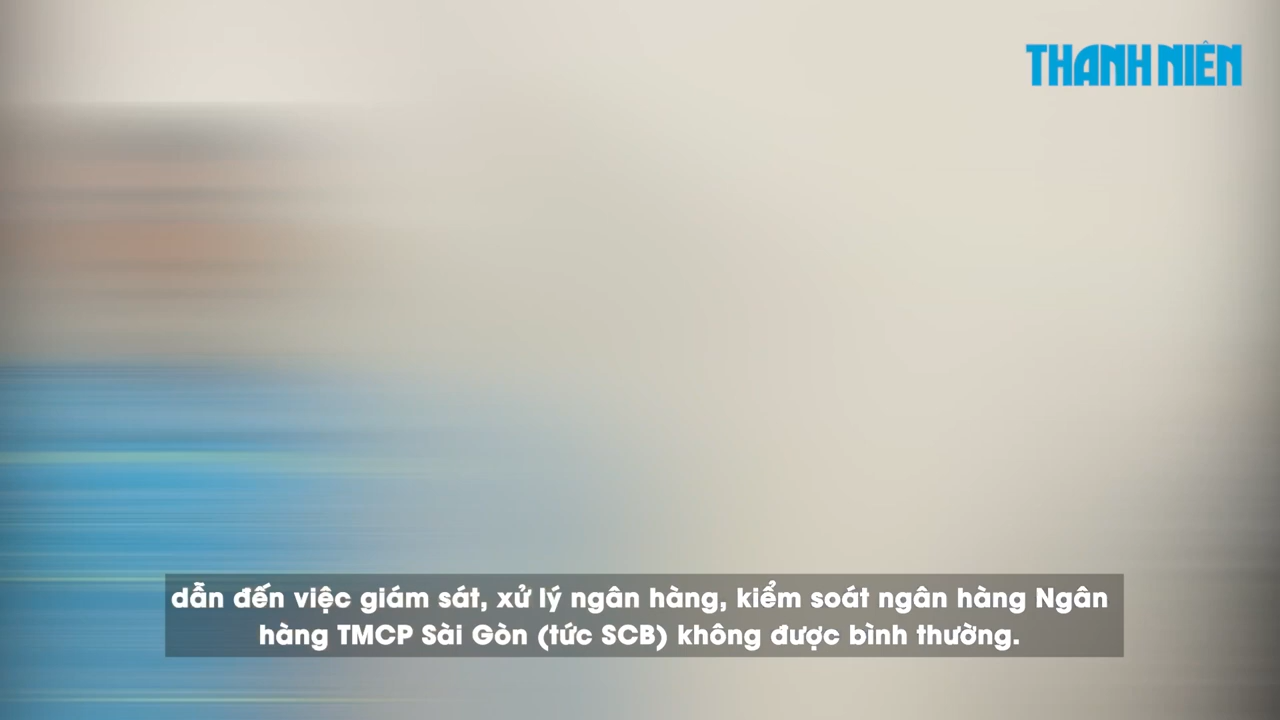 THANH NIÊN
dẫn đến việc giám sát, xử lý ngân hàng, kiểm soát ngân hàng Ngân
hàng TMCP Sài Gòn (tức SCB) không được bình thường.